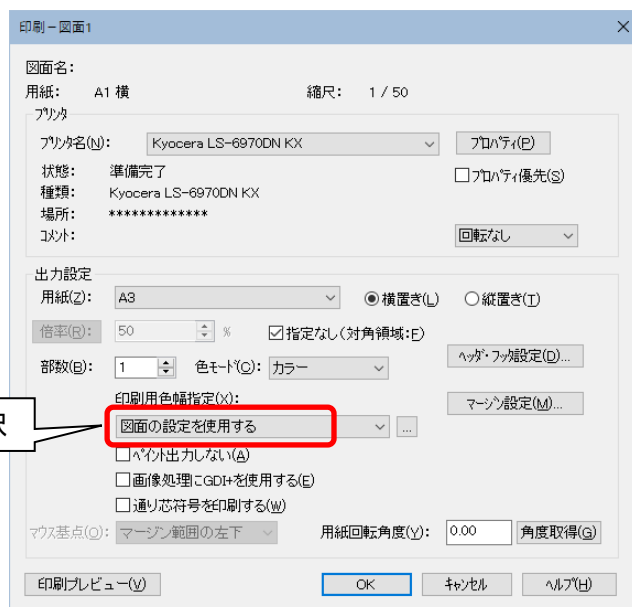 印刷－図面1
図面名：
用紙： A1 横 縮尺： 1 / 50
プリンタ
プリンタ名(N): Kyocera LS-6970DN KX プロパティ(P)
状態： 準備完了 プロパティ優先(S)
種類： Kyocera LS-6970DN KX
場所： *************
コメント： 回転なし
出力設定
用紙(Z): A3 横置き(L) 縦置き(T)
倍率(R): 50 % 指定なし(対角領域:F)
部数(B): 1 色モード(C): カラー ヘッダ・フッタ設定(D)...
印刷用色幅指定(X): マージン設定(M)...
択
図面の設定を使用する ...
ペイント出力しない(A)
画像処理にGDI+を使用する(E)
通り芯符号を印刷する(W)
マウス基点(O): マージン範囲の左下 用紙回転角度(Y): 0.00 角度取得(G)
印刷プレビュー(V) OK キャンセル ヘルプ(H)